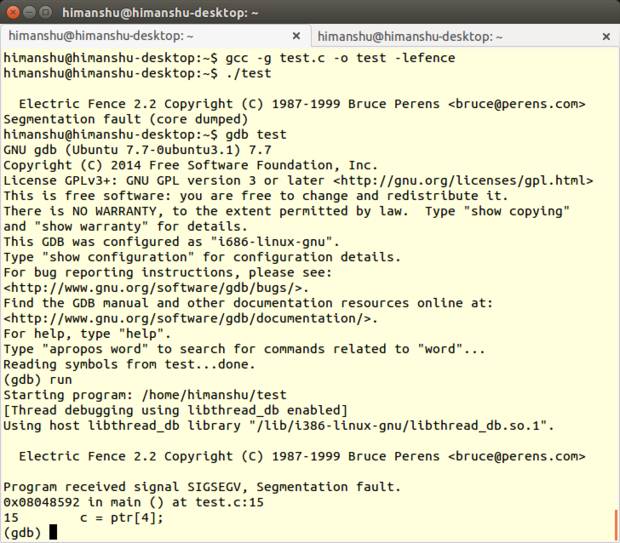 himanshu@himanshu-desktop: ~
himanshu@himanshu-desktop: ~ × himanshu@himanshu-desktop: ~ ×
himanshu@himanshu-desktop:~$ gcc -g test.c -o test -lefence
himanshu@himanshu-desktop:~$ ./test
Electric Fence 2.2 Copyright (C) 1987-1999 Bruce Perens <bruce@perens.com>
Segmentation fault (core dumped)
himanshu@himanshu-desktop:~$ gdb test
GNU gdb (Ubuntu 7.7-0ubuntu3.1) 7.7
Copyright (C) 2014 Free Software Foundation, Inc.
License GPLv3+: GNU GPL version 3 or later <http://gnu.org/licenses/gpl.html>
This is free software: you are free to change and redistribute it.
There is NO WARRANTY, to the extent permitted by law.  Type "show copying"
and "show warranty" for details.
This GDB was configured as "i686-linux-gnu".
Type "show configuration" for configuration details.
For bug reporting instructions, please see:
<http://www.gnu.org/software/gdb/bugs/>.
Find the GDB manual and other documentation resources online at:
<http://www.gnu.org/software/gdb/documentation/>.
For help, type "help".
Type "apropos word" to search for commands related to "word"...
Reading symbols from test...done.
(gdb) run
Starting program: /home/himanshu/test
[Thread debugging using libthread_db enabled]
Using host libthread_db library "/lib/i386-linux-gnu/libthread_db.so.1".
Electric Fence 2.2 Copyright (C) 1987-1999 Bruce Perens <bruce@perens.com>
Program received signal SIGSEGV, Segmentation fault.
0x08048592 in main () at test.c:15
15        c = ptr[4];
(gdb)